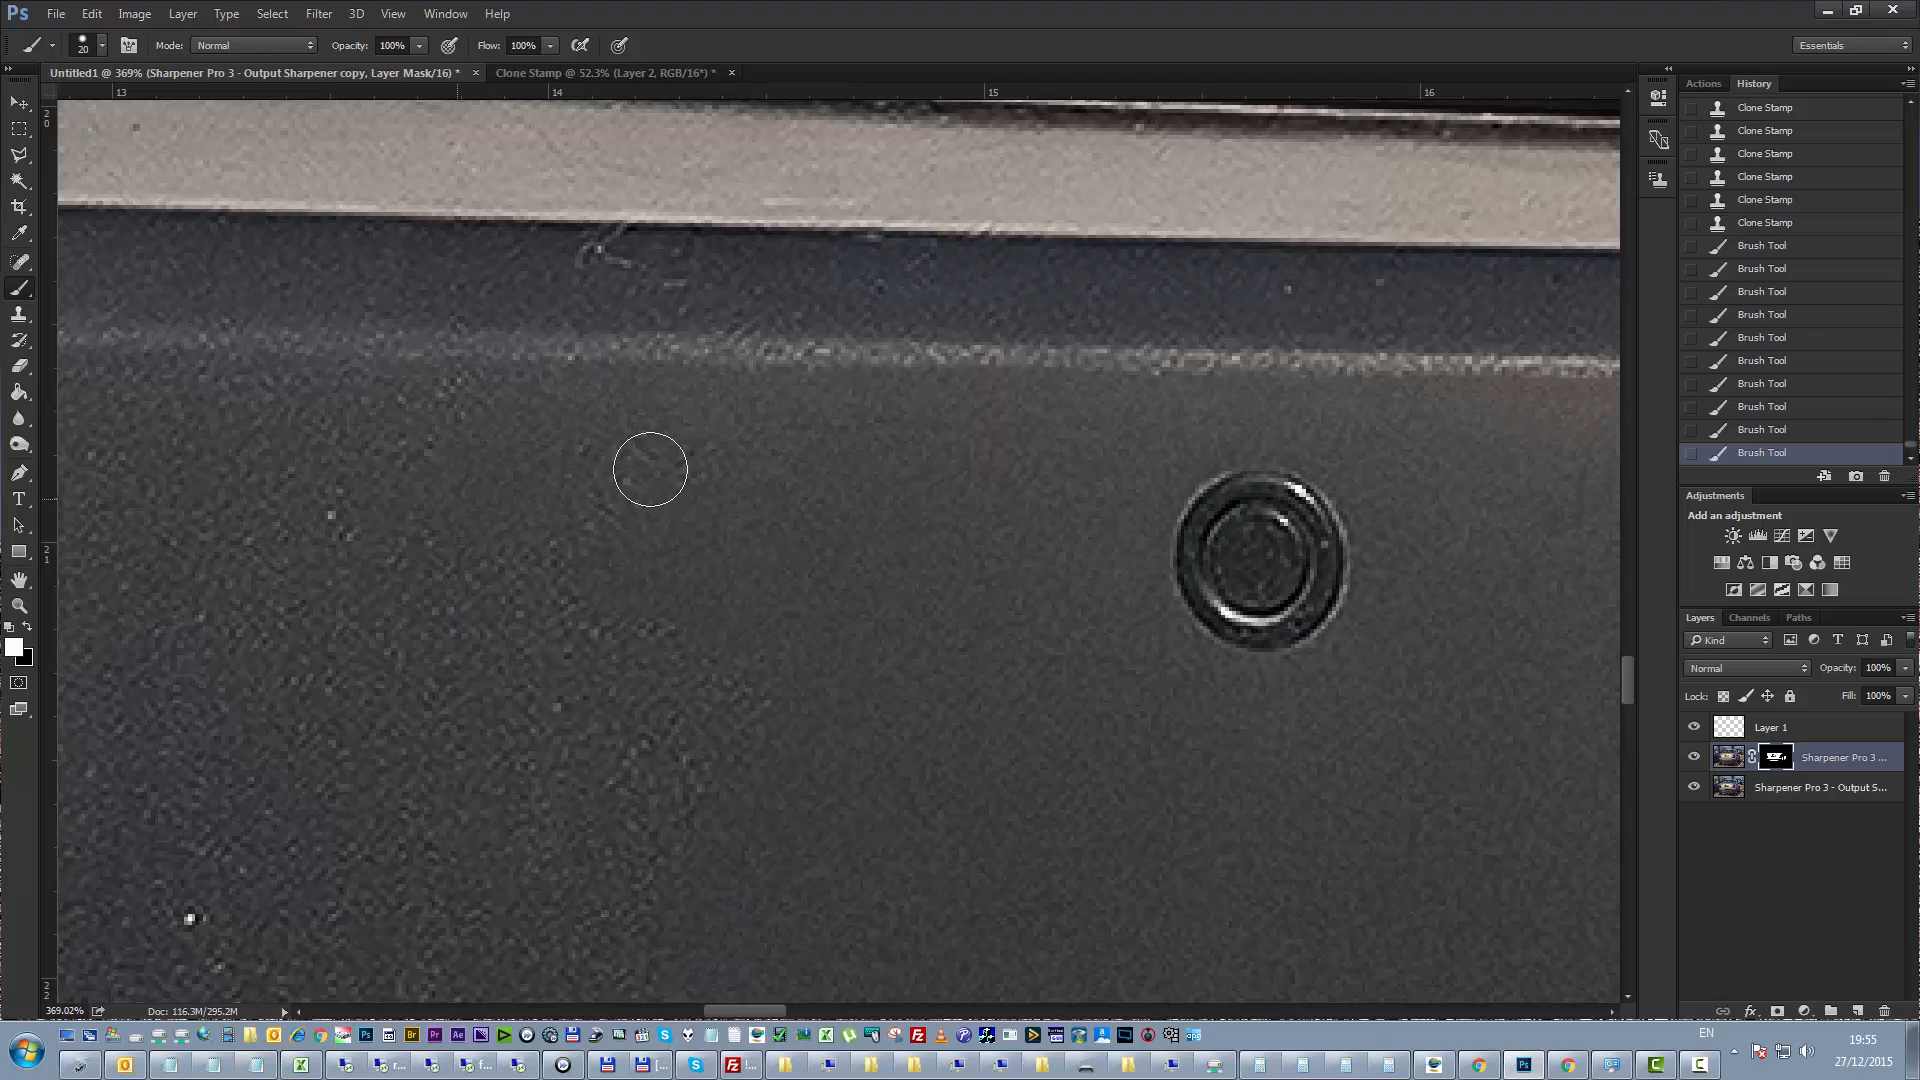 Ps File Edit Image Layer Type Select Filter 3D View Window Help
20 Mode: Normal Opacity: 100% Flow: 100% Essentials
Untitled1 @ 369% (Sharpener Pro 3 - Output Sharpener copy, Layer Mask/16) * × Clone Stamp @ 52.3% (Layer 2, RGB/16*) * ×
13 14 15 16
Actions History
Clone Stamp
Clone Stamp
Clone Stamp
Clone Stamp
Clone Stamp
Clone Stamp
Brush Tool
Brush Tool
Brush Tool
Brush Tool
Brush Tool
Brush Tool
Brush Tool
Brush Tool
Brush Tool
Brush Tool
Adjustments
Add an adjustment
Layers Channels Paths
Kind
Normal Opacity: 100%
Lock: Fill: 100%
Layer 1
Sharpener Pro 3 ...
Sharpener Pro 3 - Output S...
20
21
22
369.02% Doc: 116.3M/295.2M
EN
19:55
27/12/2015